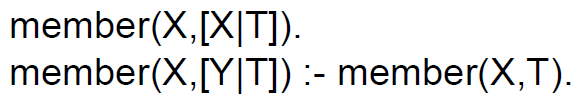 member(X,[X|T]).
member(X,[Y|T]) :- member(X,T).